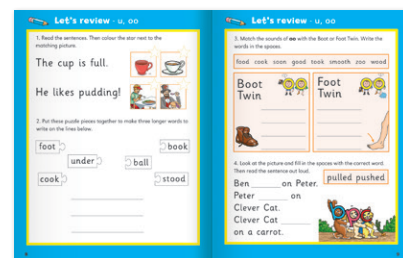 Let's review - u, oo
1. Read the sentences. Then colour the star next to the
matching picture.
The cup is full.
He likes pudding!
2. Put these puzzle pieces together to make three longer words to
write on the lines below.
foot
book
under
ball
cook
stood
Let's review - u, oo
3. Match the sounds of oo with the Boot or Foot Twin. Write the
words in the spaces.
food cook soon good took smooth zoo wood
Boot
Twin
Foot
Twin
4. Look at the picture and fill in the spaces with the correct word.
Then read the sentence out loud.
pulled pushed
Ben ________ on Peter.
Peter ________ on
Clever Cat.
Clever Cat ________
on a carrot.